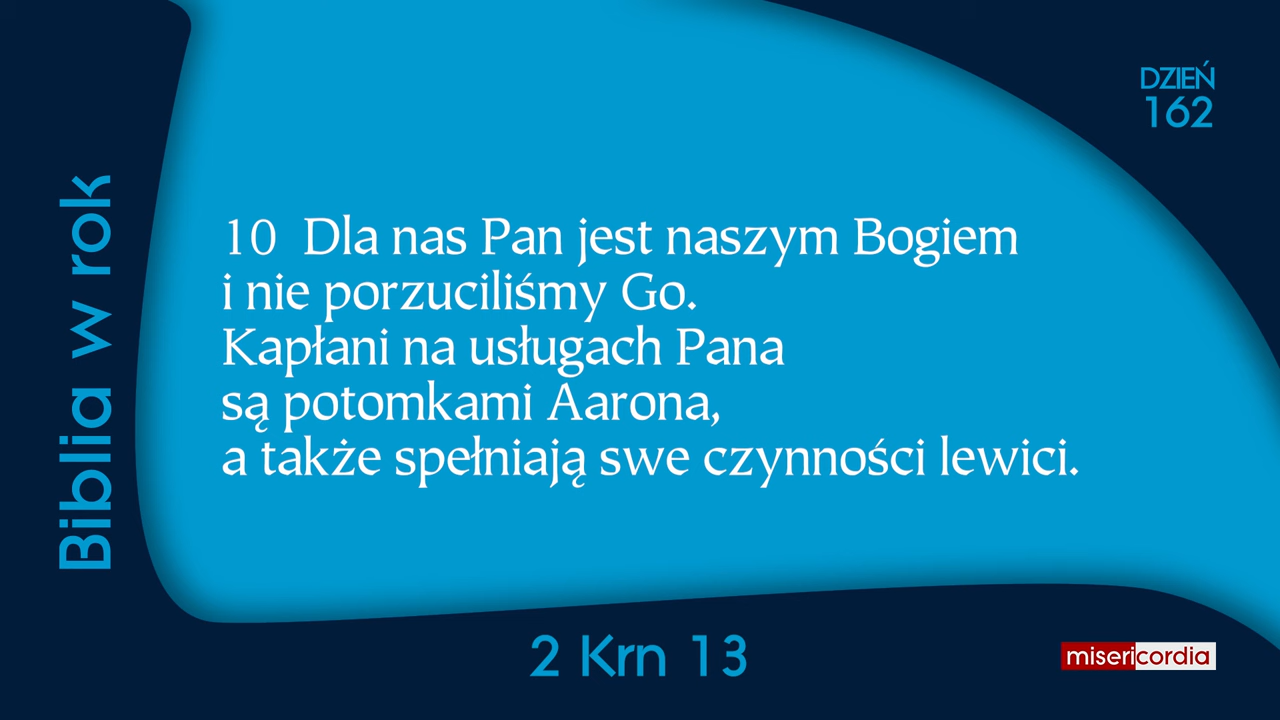 DZIEŃ
162
Biblia w rok
10 Dla nas Pan jest naszym Bogiem
i nie porzuciliśmy Go.
Kapłani na usługach Pana
są potomkami Aarona,
a także spełniają swe czynności lewici.
2 Krn 13
misericordia